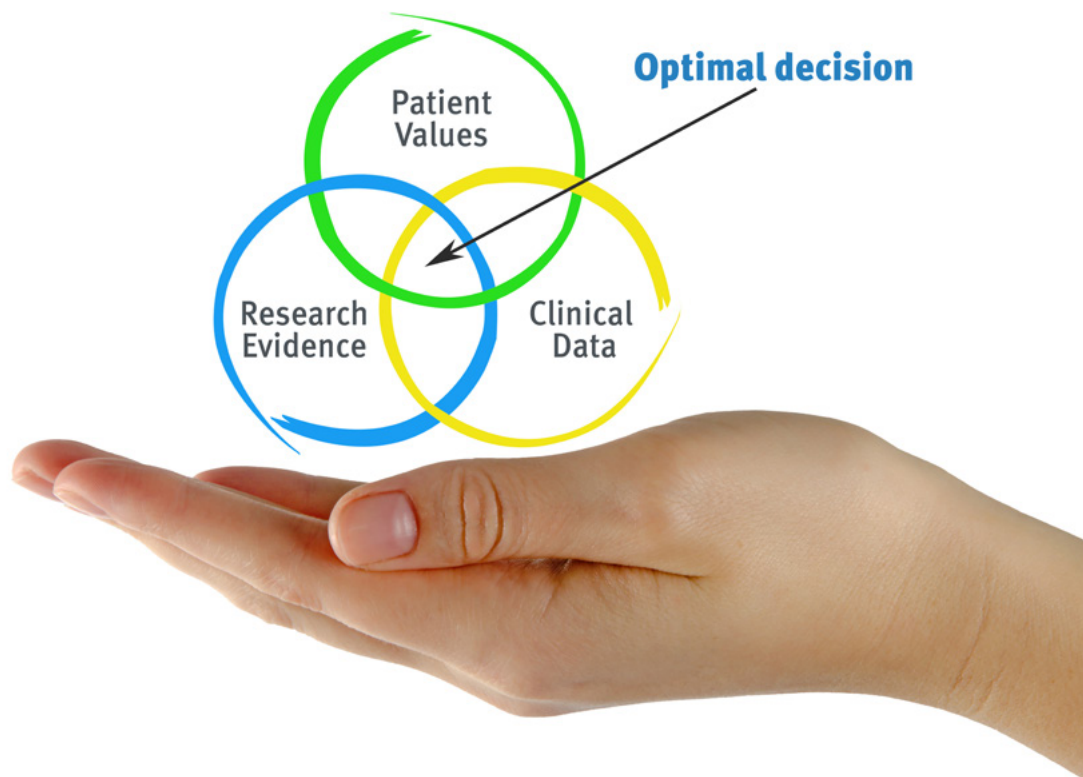 Optimal decision
Patient
Values
Research
Evidence
Clinical
Data